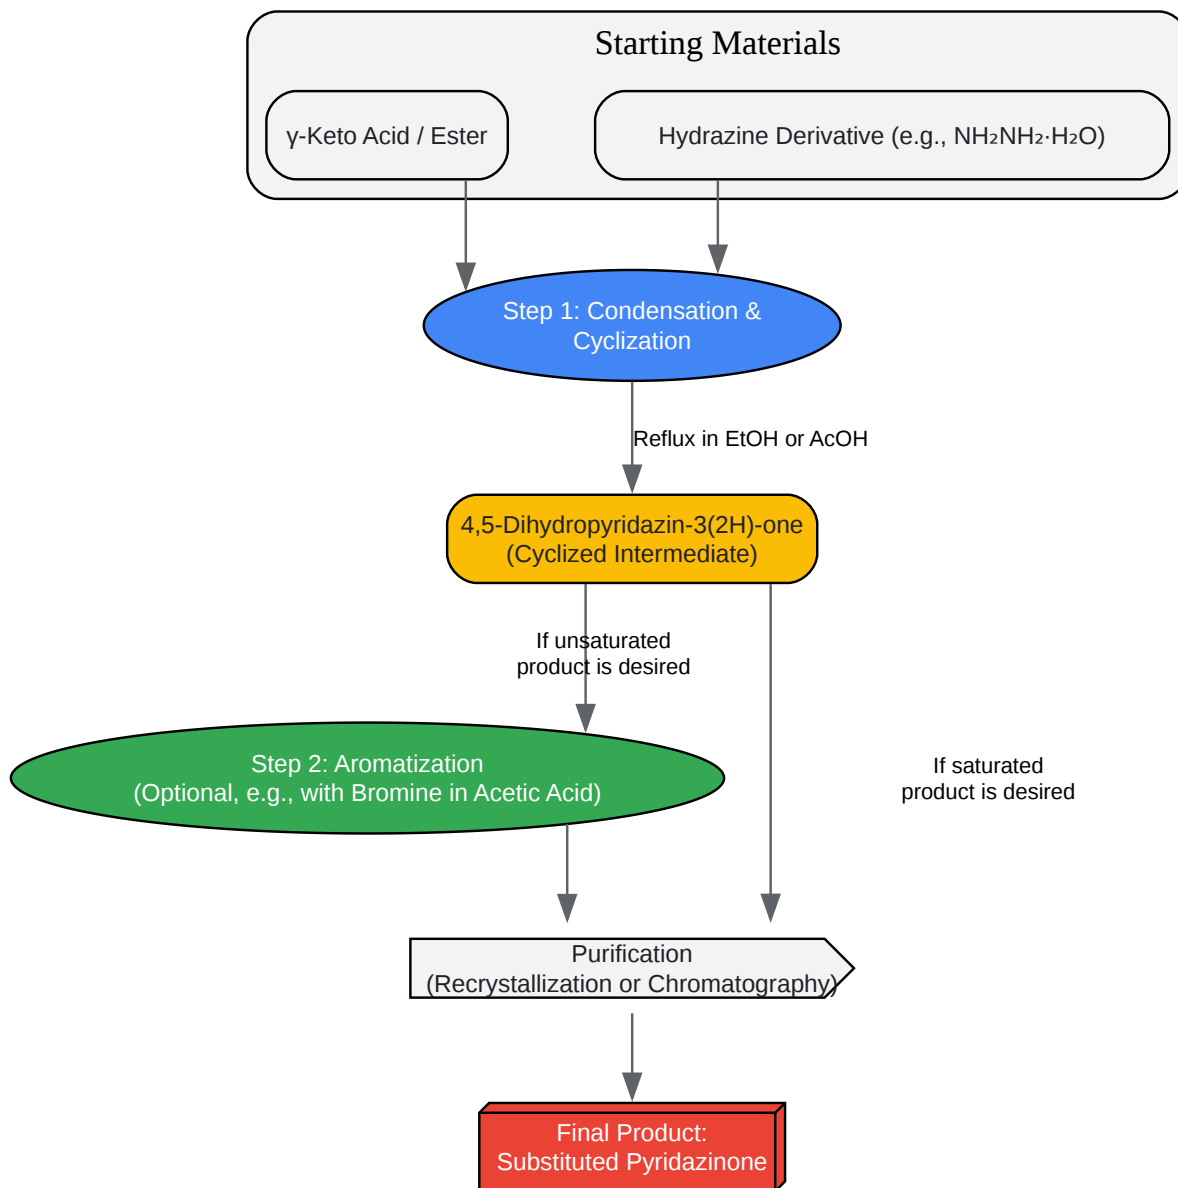 Starting Materials
γ-Keto Acid / Ester
Hydrazine Derivative (e.g., NH₂NH₂·H₂O)
Step 1: Condensation &
Cyclization
Reflux in EtOH or AcOH
4,5-Dihydropyridazin-3(2H)-one
(Cyclized Intermediate)
If unsaturated
product is desired
Step 2: Aromatization
(Optional, e.g., with Bromine in Acetic Acid)
If saturated
product is desired
Purification
(Recrystallization or Chromatography)
Final Product:
Substituted Pyridazinone